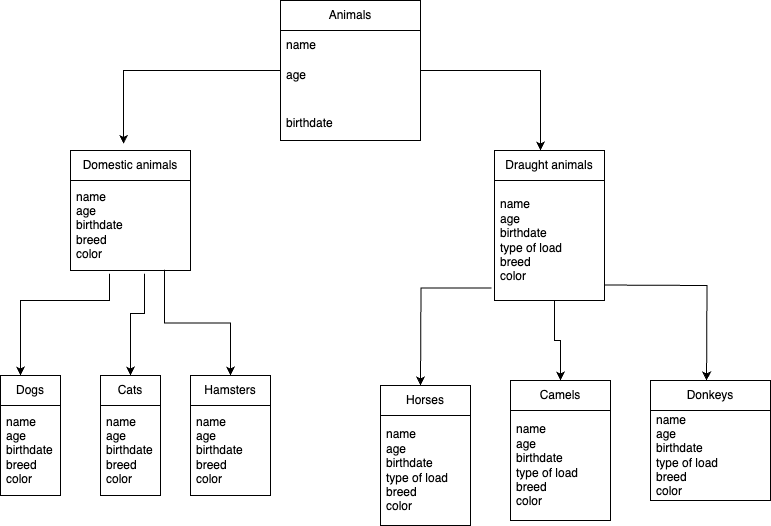 Animals
name
age
birthdate
Domestic animals
name
age
birthdate
breed
color
Draught animals
name
age
birthdate
type of load
breed
color
Dogs
name
age
birthdate
breed
color
Cats
name
age
birthdate
breed
color
Hamsters
name
age
birthdate
breed
color
Horses
name
age
birthdate
type of load
breed
color
Camels
name
age
birthdate
type of load
breed
color
Donkeys
name
age
birthdate
type of load
breed
color